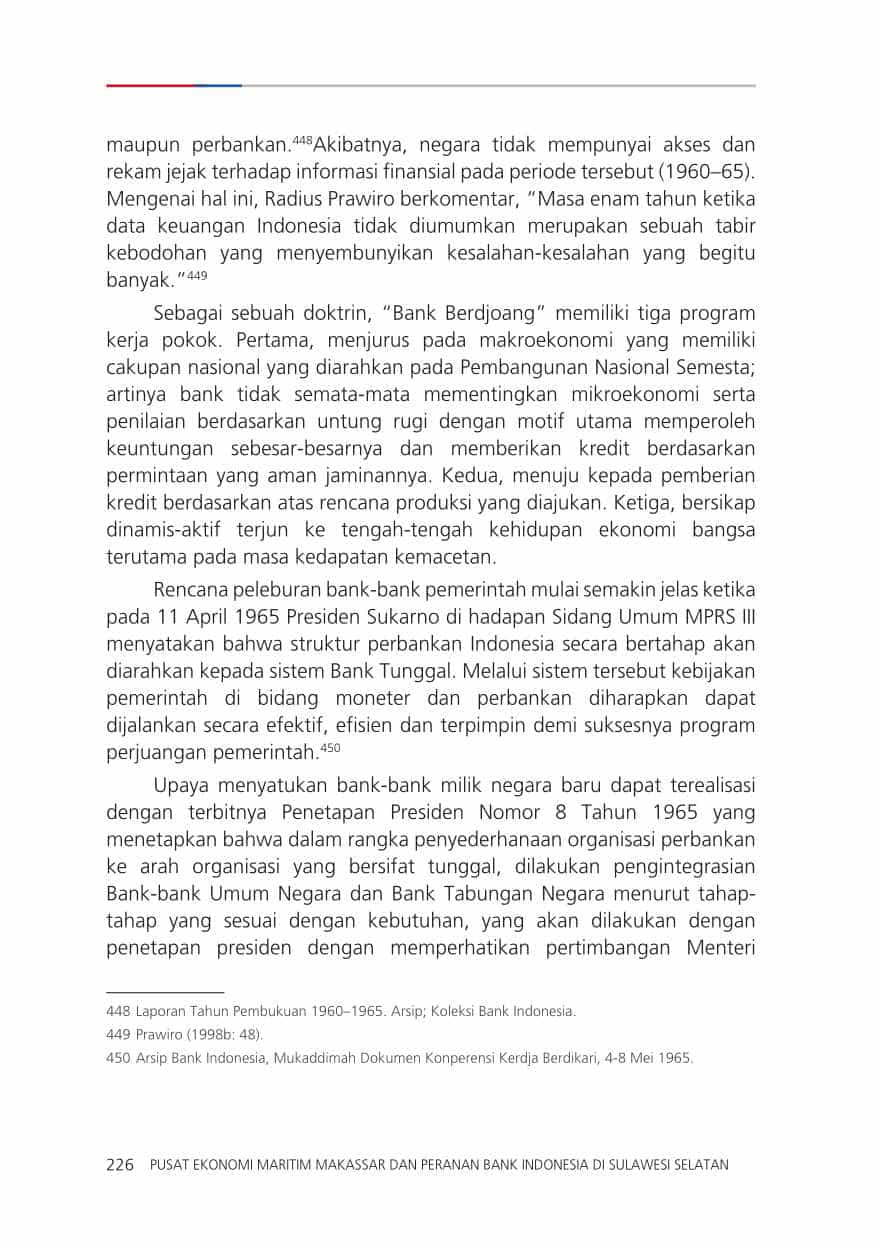 maupun perbankan.448Akibatnya, negara tidak mempunyai akses dan
rekam jejak terhadap informasi finansial pada periode tersebut (1960–65).
Mengenai hal ini, Radius Prawiro berkomentar, “Masa enam tahun ketika
data keuangan Indonesia tidak diumumkan merupakan sebuah tabir
kebodohan yang menyembunyikan kesalahan-kesalahan yang begitu
banyak.”449
Sebagai sebuah doktrin, “Bank Berdjoang” memiliki tiga program
kerja pokok. Pertama, menjurus pada makroekonomi yang memiliki
cakupan nasional yang diarahkan pada Pembangunan Nasional Semesta;
artinya bank tidak semata-mata mementingkan mikroekonomi serta
penilaian berdasarkan untung rugi dengan motif utama memperoleh
keuntungan sebesar-besarnya dan memberikan kredit berdasarkan
permintaan yang aman jaminannya. Kedua, menuju kepada pemberian
kredit berdasarkan atas rencana produksi yang diajukan. Ketiga, bersikap
dinamis-aktif terjun ke tengah-tengah kehidupan ekonomi bangsa
terutama pada masa kedapatan kemacetan.
Rencana peleburan bank-bank pemerintah mulai semakin jelas ketika
pada 11 April 1965 Presiden Sukarno di hadapan Sidang Umum MPRS III
menyatakan bahwa struktur perbankan Indonesia secara bertahap akan
diarahkan kepada sistem Bank Tunggal. Melalui sistem tersebut kebijakan
pemerintah di bidang moneter dan perbankan diharapkan dapat
dijalankan secara efektif, efisien dan terpimpin demi suksesnya program
perjuangan pemerintah.450
Upaya menyatukan bank-bank milik negara baru dapat terealisasi
dengan terbitnya Penetapan Presiden Nomor 8 Tahun 1965 yang
menetapkan bahwa dalam rangka penyederhanaan organisasi perbankan
ke arah organisasi yang bersifat tunggal, dilakukan pengintegrasian
Bank-bank Umum Negara dan Bank Tabungan Negara menurut tahap-
tahap yang sesuai dengan kebutuhan, yang akan dilakukan dengan
penetapan presiden dengan memperhatikan pertimbangan Menteri
448 Laporan Tahun Pembukuan 1960–1965. Arsip; Koleksi Bank Indonesia.
449 Prawiro (1998b: 48).
450 Arsip Bank Indonesia, Mukaddimah Dokumen Konperensi Kerdja Berdikari, 4-8 Mei 1965.
226 PUSAT EKONOMI MARITIM MAKASSAR DAN PERANAN BANK INDONESIA DI SULAWESI SELATAN